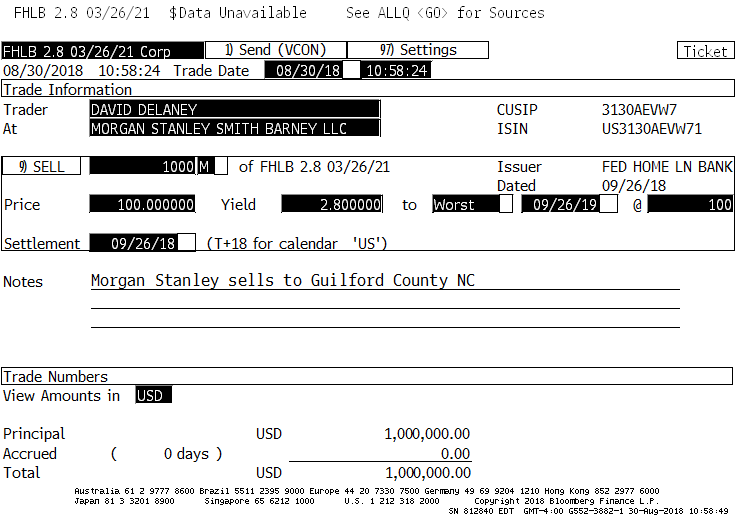 FHLB 2.8 03/26/21 $Data Unavailable See ALLQ <GO> for Sources
FHLB 2.8 03/26/21 Corp 1) Send (VCON) 97) Settings Ticket
08/30/2018 10:58:24 Trade Date 08/30/18 10:58:24
Trade Information
Trader DAVID DELANEY CUSIP 3130AEVW7
At MORGAN STANLEY SMITH BARNEY LLC ISIN US3130AEVW71
9) SELL 1000 M of FHLB 2.8 03/26/21 Issuer FED HOME LN BANK
Dated 09/26/18
Price 100.000000 Yield 2.800000 to Worst 09/26/19 @ 100
Settlement 09/26/18 (T+18 for calendar 'US')
Notes Morgan Stanley sells to Guilford County NC
Trade Numbers
View Amounts in USD
Principal USD 1,000,000.00
Accrued ( 0 days ) 0.00
Total USD 1,000,000.00
Australia 61 2 9777 8600 Brazil 5511 2395 9000 Europe 44 20 7330 7500 Germany 49 69 9204 1210 Hong Kong 852 2977 6000
Japan 81 3 3201 8900 Singapore 65 6212 1000 U.S. 1 212 318 2000 Copyright 2018 Bloomberg Finance L.P.
SN 812840 EDT GMT-4:00 G552-3882-1 30-Aug-2018 10:58:49